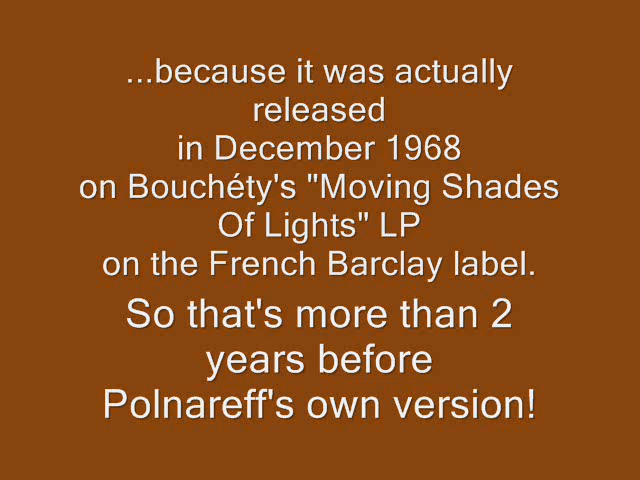 ...because it was actually
released
in December 1968
on Bouchéty's "Moving Shades
Of Lights" LP
on the French Barclay label.
So that's more than 2
years before
Polnareff's own version!